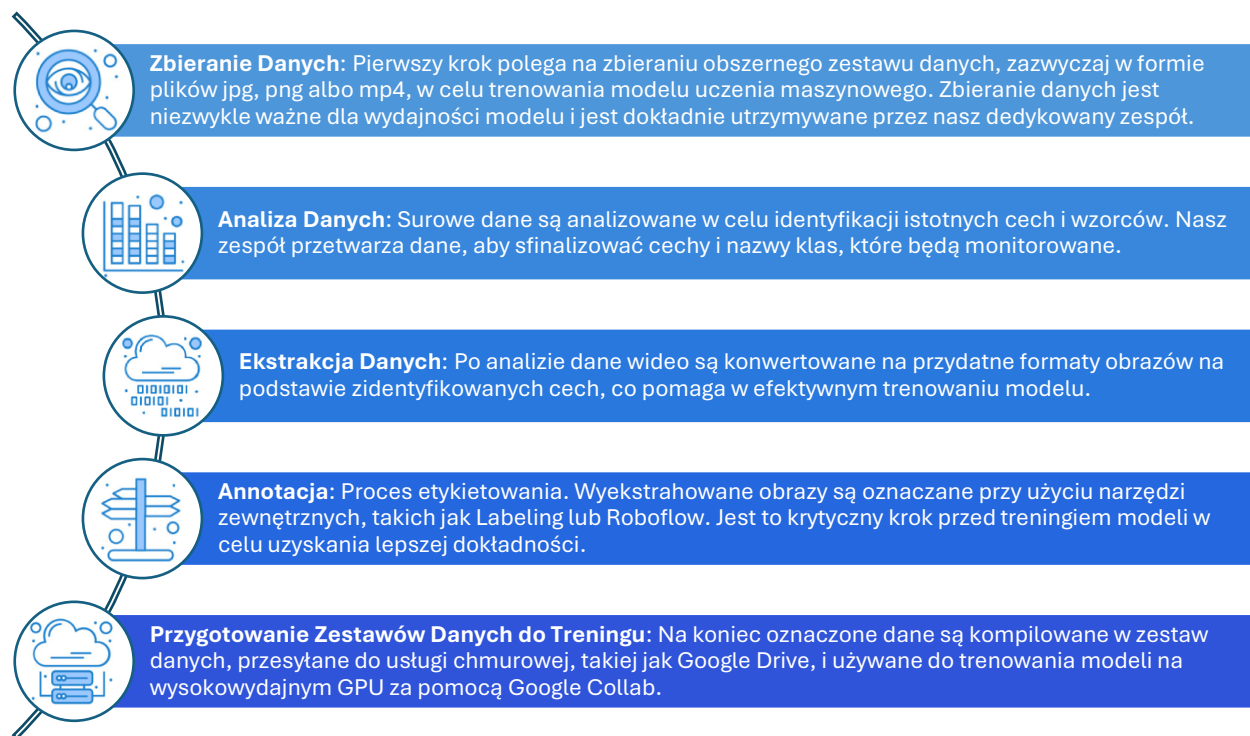 Zbieranie Danych: Pierwszy krok polega na zbieraniu obszernego zestawu danych, zazwyczaj w formie
plików jpg, png albo mp4, w celu trenowania modelu uczenia maszynowego. Zbieranie danych jest
niezwykle ważne dla wydajności modelu i jest dokładnie utrzymywane przez nasz dedykowany zespół.
Analiza Danych: Surowe dane są analizowane w celu identyfikacji istotnych cech i wzorców. Nasz
zespół przetwarza dane, aby sfinalizować cechy i nazwy klas, które będą monitorowane.
Ekstrakcja Danych: Po analizie dane wideo są konwertowane na przydatne formaty obrazów na
podstawie zidentyfikowanych cech, co pomaga w efektywnym trenowaniu modelu.
01010101
010101
010101
01010
Annotacja: Proces etykietowania. Wyekstrahowane obrazy są oznaczane przy użyciu narzędzi
zewnętrznych, takich jak Labeling lub Roboflow. Jest to krytyczny krok przed treningiem modeli w
celu uzyskania lepszej dokładności.
Przygotowanie Zestawów Danych do Treningu: Na koniec oznaczone dane są kompilowane w zestaw
danych, przesyłane do usługi chmurowej, takiej jak Google Drive, i używane do trenowania modeli na
wysokowydajnym GPU za pomocą Google Collab.